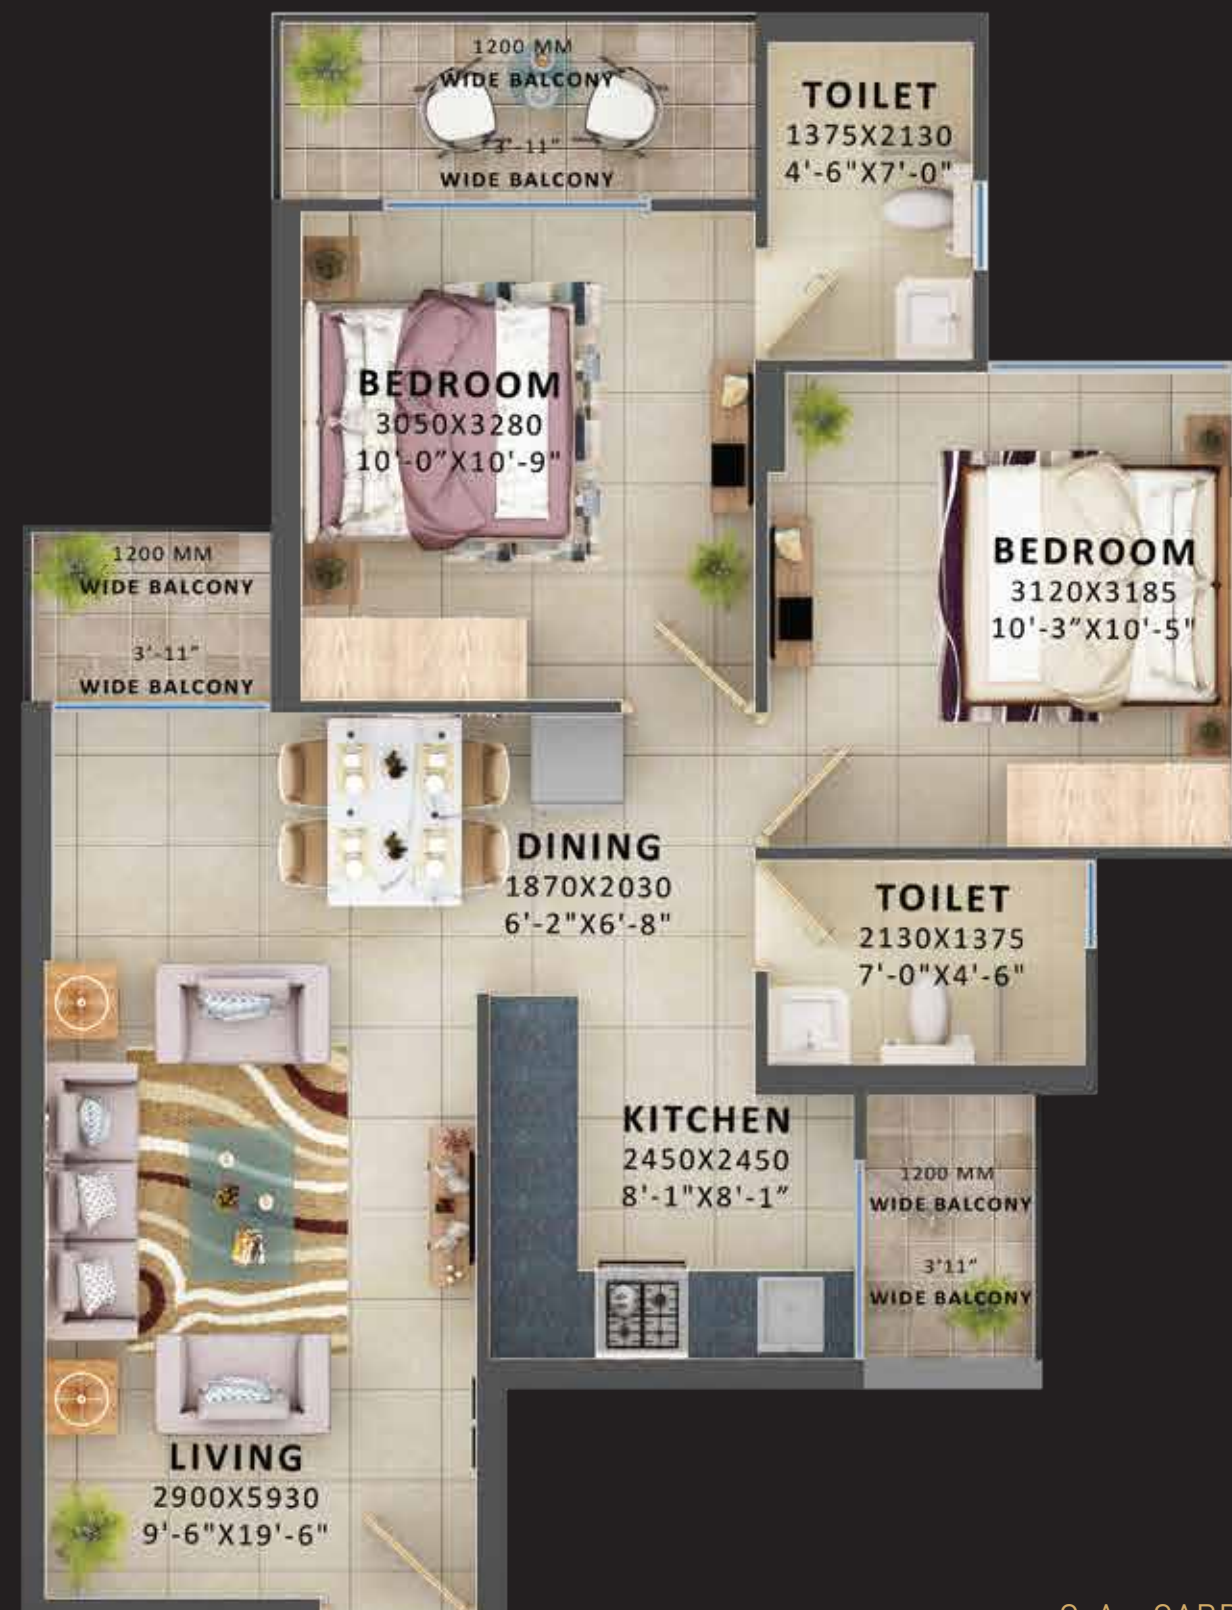 1200 MM
WIDE BALCONY
3'-11"
WIDE BALCONY
TOILET
1375X2130
4'-6"X7'-0"
BEDROOM
3050X3280
10'-0"X10'-9"
BEDROOM
3120X3185
10'-3"X10'-5"
1200 MM
WIDE BALCONY
3'-11"
WIDE BALCONY
DINING
1870X2030
6'-2"X6'-8"
TOILET
2130X1375
7'-0"X4'-6"
KITCHEN
2450X2450
8'-1"X8'-1"
1200 MM
WIDE BALCONY
3'11"
WIDE BALCONY
LIVING
2900X5930
9'-6"X19'-6"